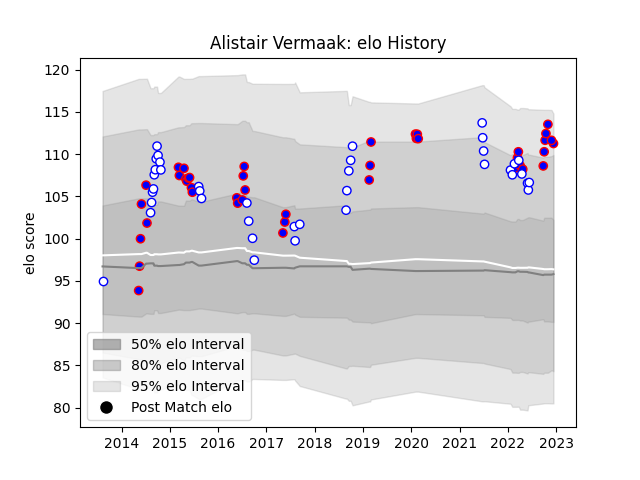 Alistair Vermaak: elo History
120
115
110
105
100
95
90
85
80
elo score
50% elo Interval
80% elo Interval
95% elo Interval
Post Match elo
2014 2015 2016 2017 2018 2019 2020 2021 2022 2023